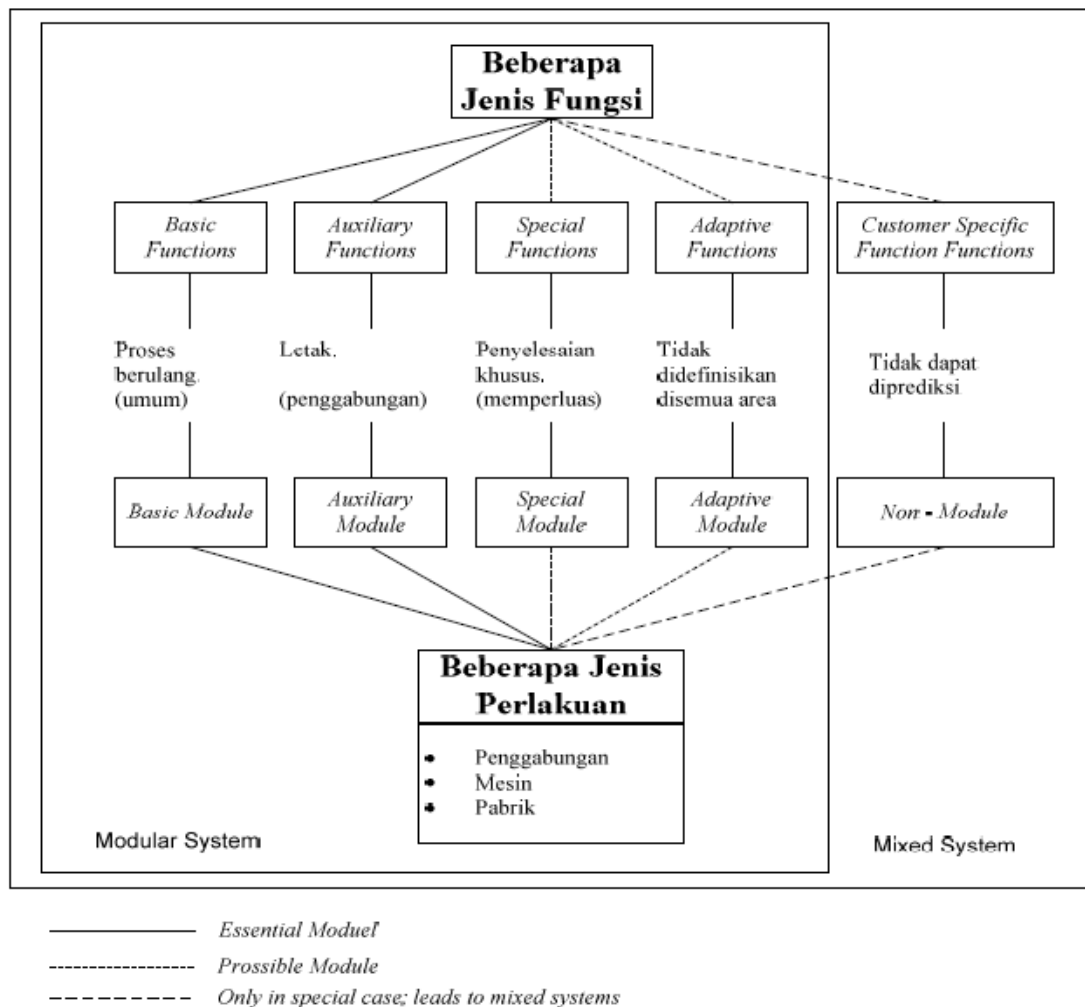 Beberapa
Jenis Fungsi
Basic
Functions
Auxiliary
Functions
Special
Functions
Adaptive
Functions
Customer Specific
Function Functions
Proses
berulang.
(umum)
Letak.
(penggabungan)
Penyelesaian
khusus.
(memperluas)
Tidak
didefinisikan
disemua area
Tidak dapat
diprediksi
Basic Module
Auxiliary
Module
Special
Module
Adaptive
Module
Non - Module
Beberapa Jenis
Perlakuan
• Penggabungan
• Mesin
• Pabrik
Modular System
Mixed System
Essential Moduel
Prossible Module
Only in special case; leads to mixed systems